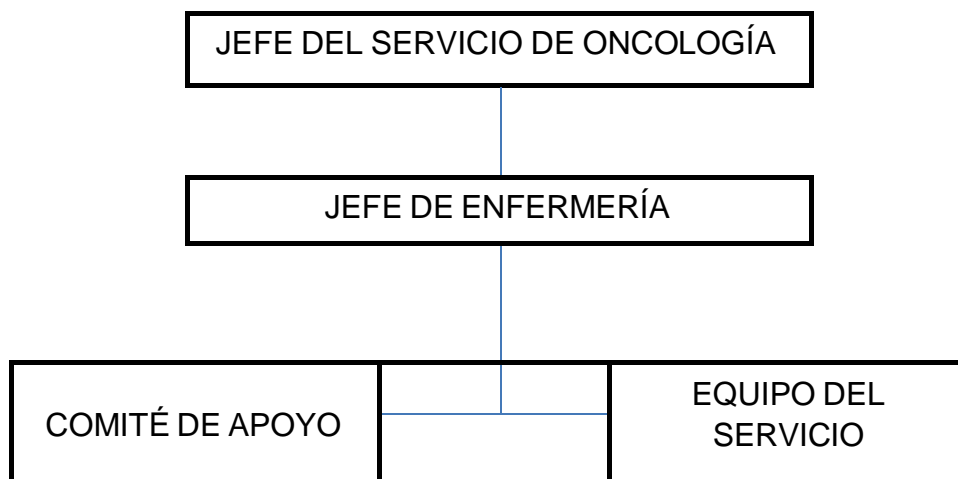 JEFE DEL SERVICIO DE ONCOLOGÍA
JEFE DE ENFERMERÍA
COMITÉ DE APOYO
EQUIPO DEL
SERVICIO